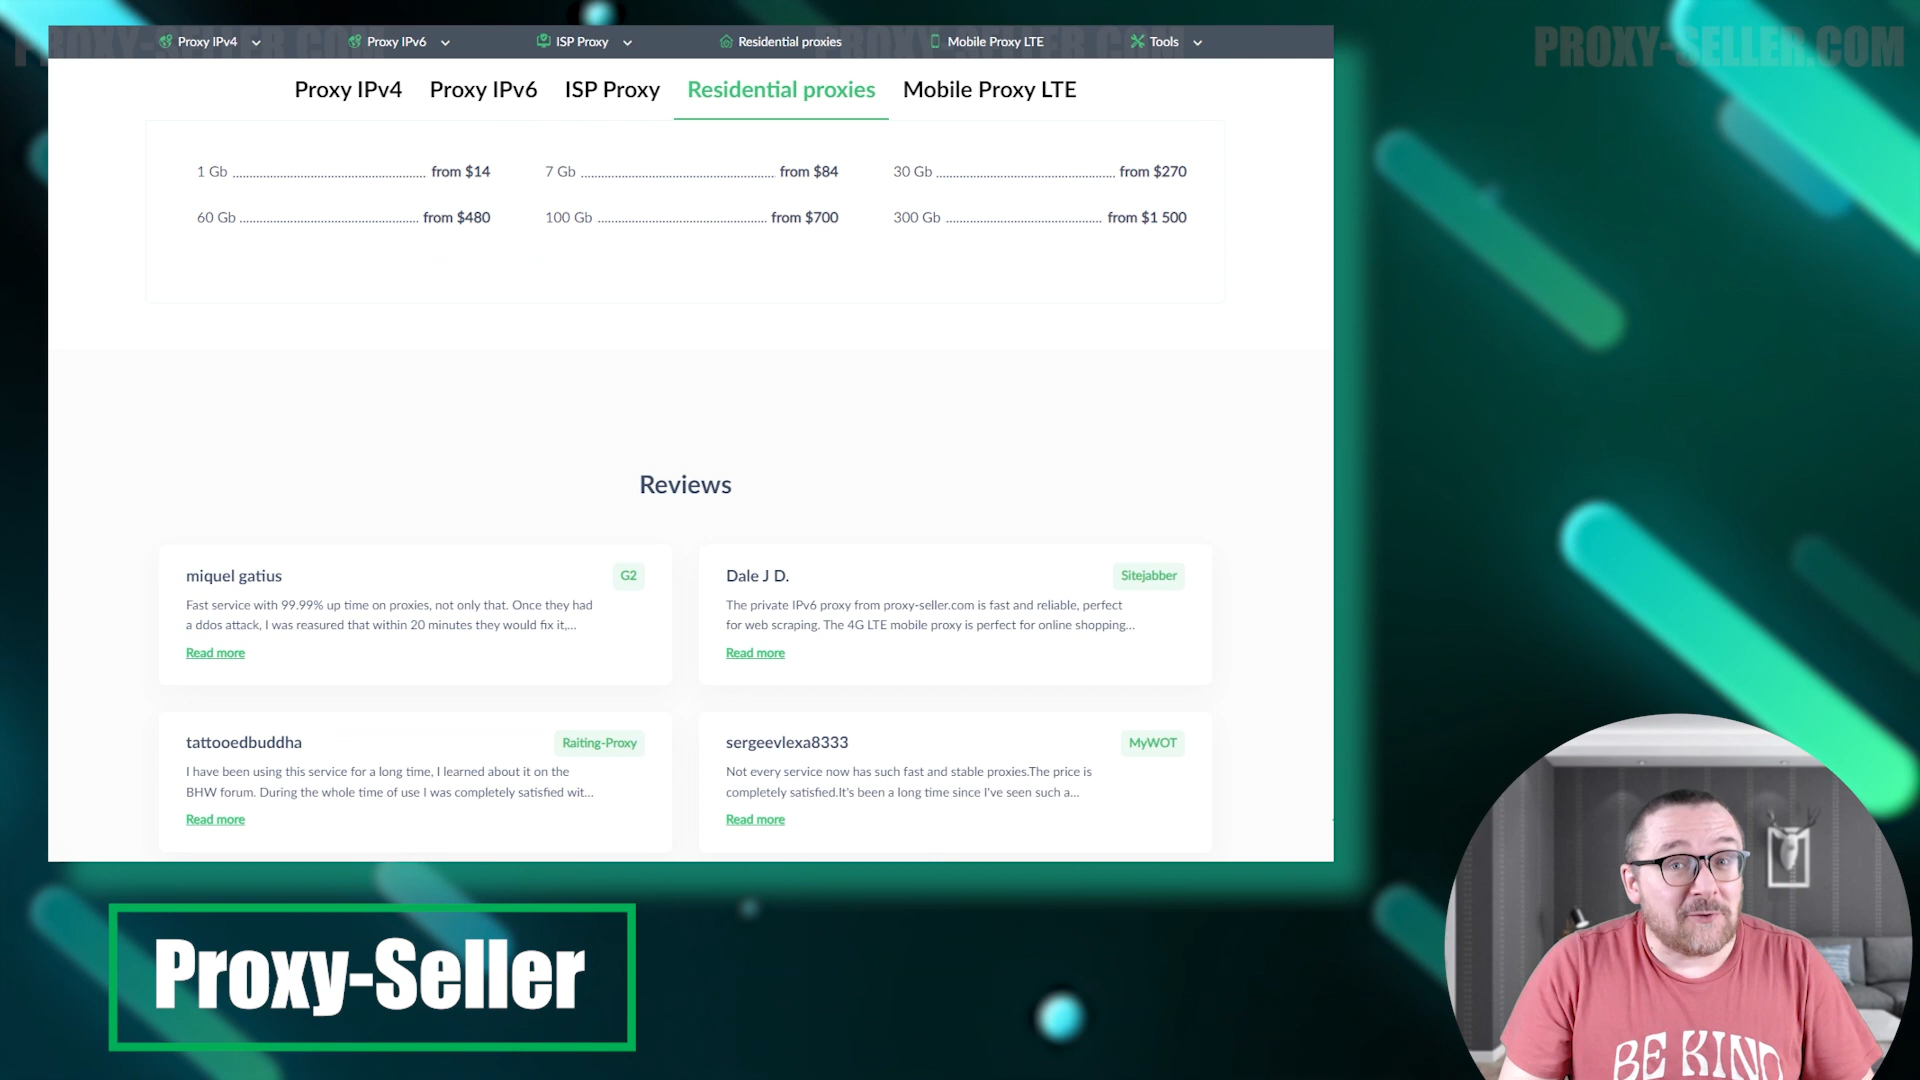 PROXY-SELLER.COM
Proxy IPv4 Proxy IPv6 ISP Proxy Residential proxies Mobile Proxy LTE Tools
Proxy IPv4 Proxy IPv6 ISP Proxy Residential proxies Mobile Proxy LTE
1 Gb from $14 7 Gb from $84 30 Gb from $270
60 Gb from $480 100 Gb from $700 300 Gb from $1 500
Reviews
miquel gatius G2
Fast service with 99.99% up time on proxies, not only that. Once they had
a ddos attack, I was reasured that within 20 minutes they would fix it,...
Read more
Dale J D. Sitejabber
The private IPv6 proxy from proxy-seller.com is fast and reliable, perfect
for web scraping. The 4G LTE mobile proxy is perfect for online shopping...
Read more
tattooedbuddha Raiting-Proxy
I have been using this service for a long time, I learned about it on the
BHW forum. During the whole time of use I was completely satisfied wit...
Read more
sergeevlexa8333 MyWOT
Not every service now has such fast and stable proxies.The price is
completely satisfied.It's been a long time since I've seen such a...
Read more
Proxy-Seller
BE KIND